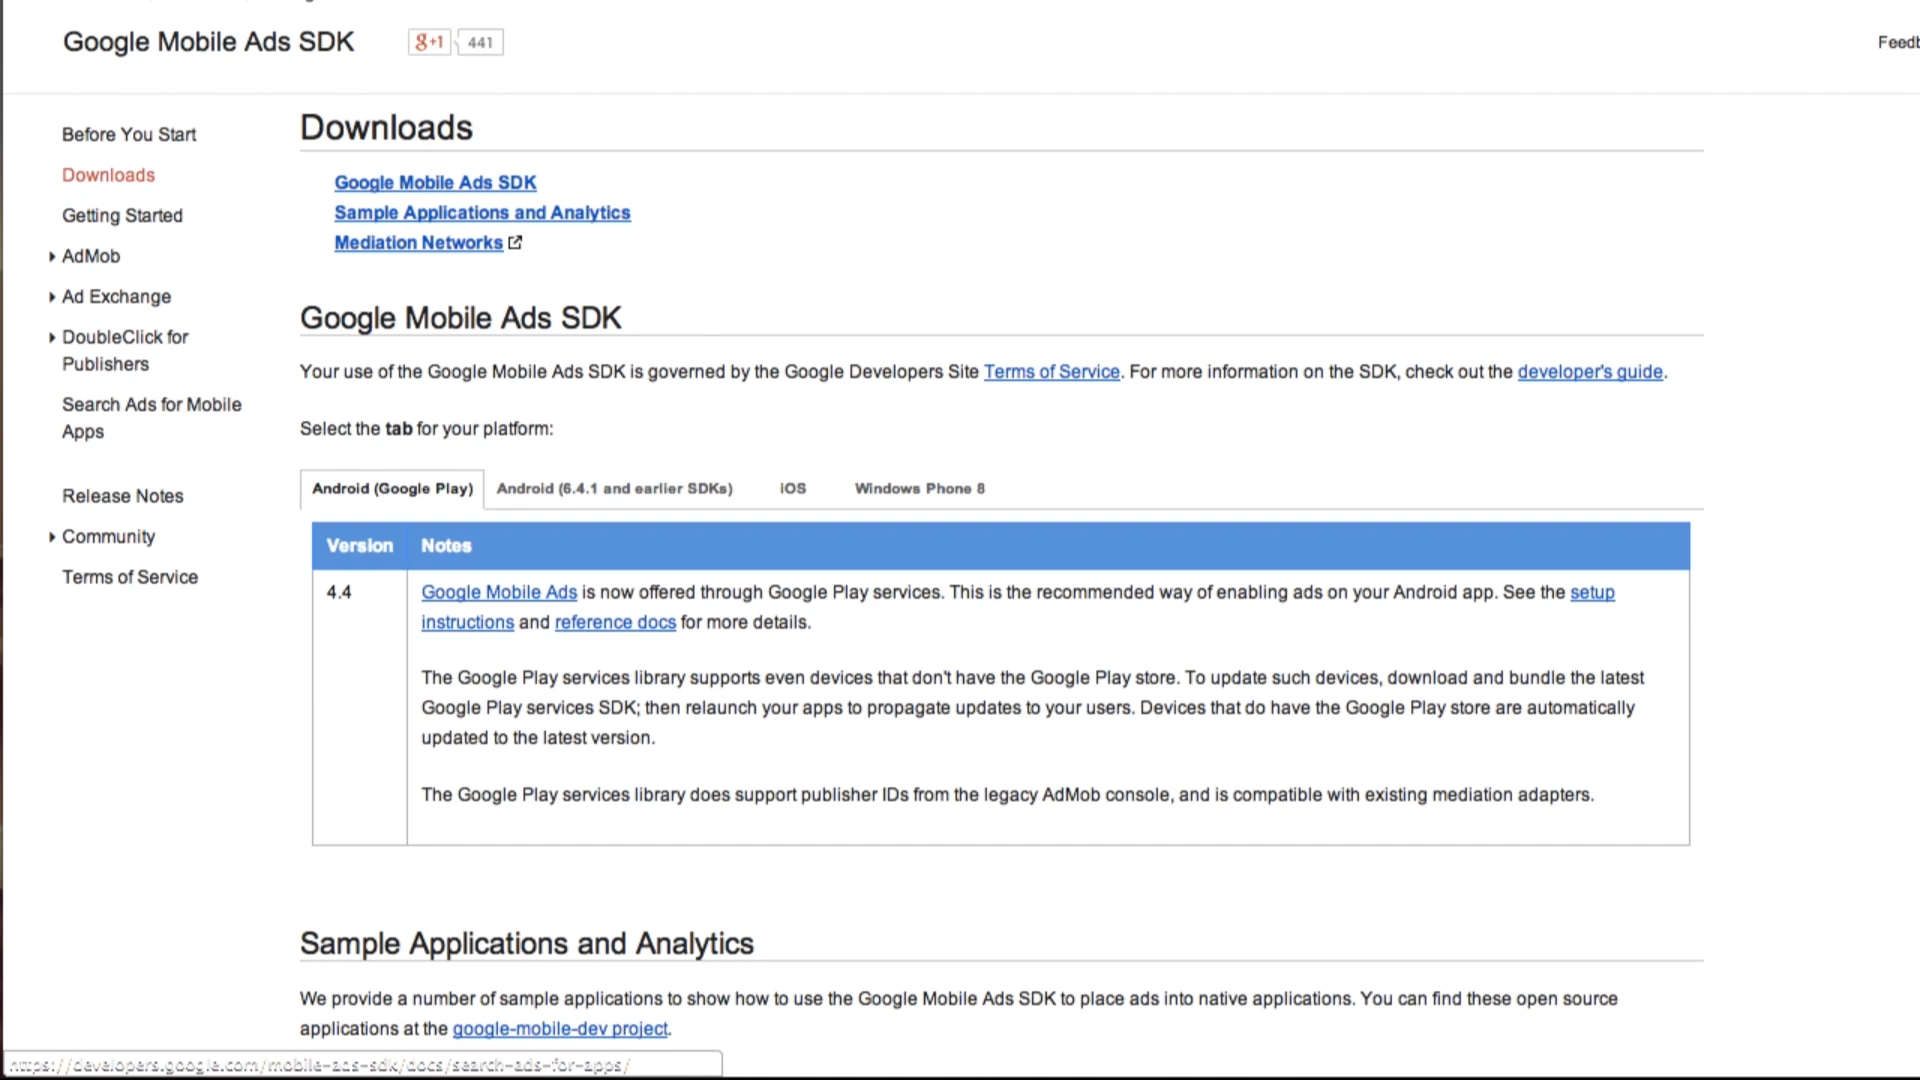 Google Mobile Ads SDK
g+1
441
Feedb
Before You Start
Downloads
Getting Started
AdMob
Ad Exchange
DoubleClick for
Publishers
Search Ads for Mobile
Apps
Release Notes
Community
Terms of Service
Downloads
Google Mobile Ads SDK
Sample Applications and Analytics
Mediation Networks
Google Mobile Ads SDK
Your use of the Google Mobile Ads SDK is governed by the Google Developers Site Terms of Service. For more information on the SDK, check out the developer's guide.
Select the tab for your platform:
Android (Google Play)
Android (6.4.1 and earlier SDKs)
iOS
Windows Phone 8
Version
Notes
4.4
Google Mobile Ads is now offered through Google Play services. This is the recommended way of enabling ads on your Android app. See the setup
instructions and reference docs for more details.
The Google Play services library supports even devices that don't have the Google Play store. To update such devices, download and bundle the latest
Google Play services SDK; then relaunch your apps to propagate updates to your users. Devices that do have the Google Play store are automatically
updated to the latest version.
The Google Play services library does support publisher IDs from the legacy AdMob console, and is compatible with existing mediation adapters.
Sample Applications and Analytics
We provide a number of sample applications to show how to use the Google Mobile Ads SDK to place ads into native applications. You can find these open source
applications at the google-mobile-dev project.
https://developers.google.com/mobile-ads-sdk/docs/search-ads-for-apps/